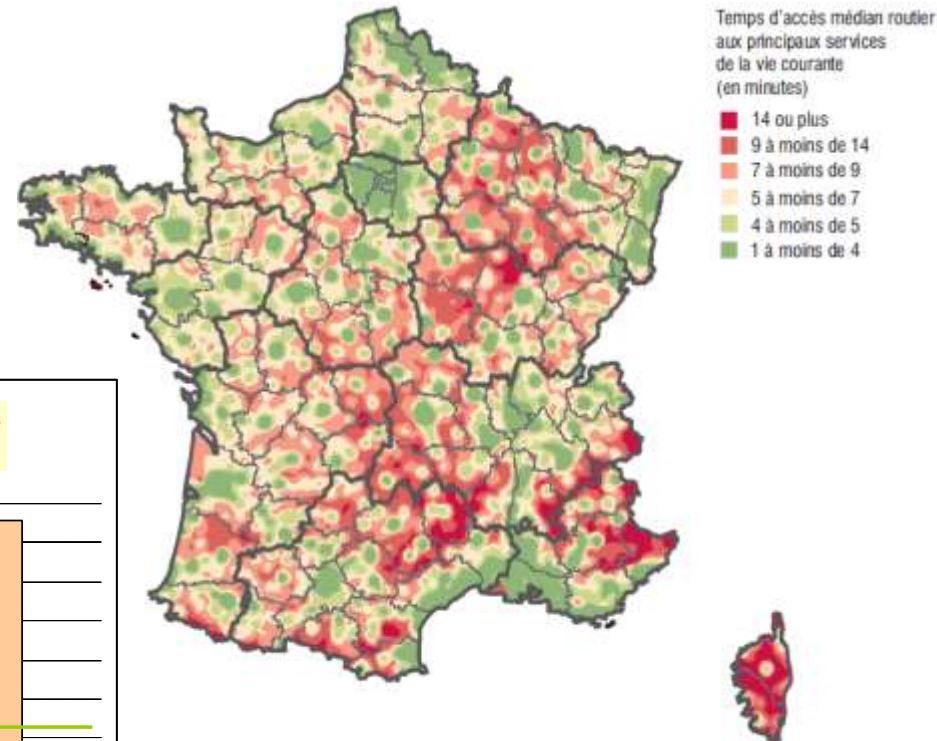 Temps d'accès médian routier
aux principaux services
de la vie courante
(en minutes)
14 ou plus
9 à moins de 14
7 à moins de 9
5 à moins de 7
4 à moins de 5
1 à moins de 4